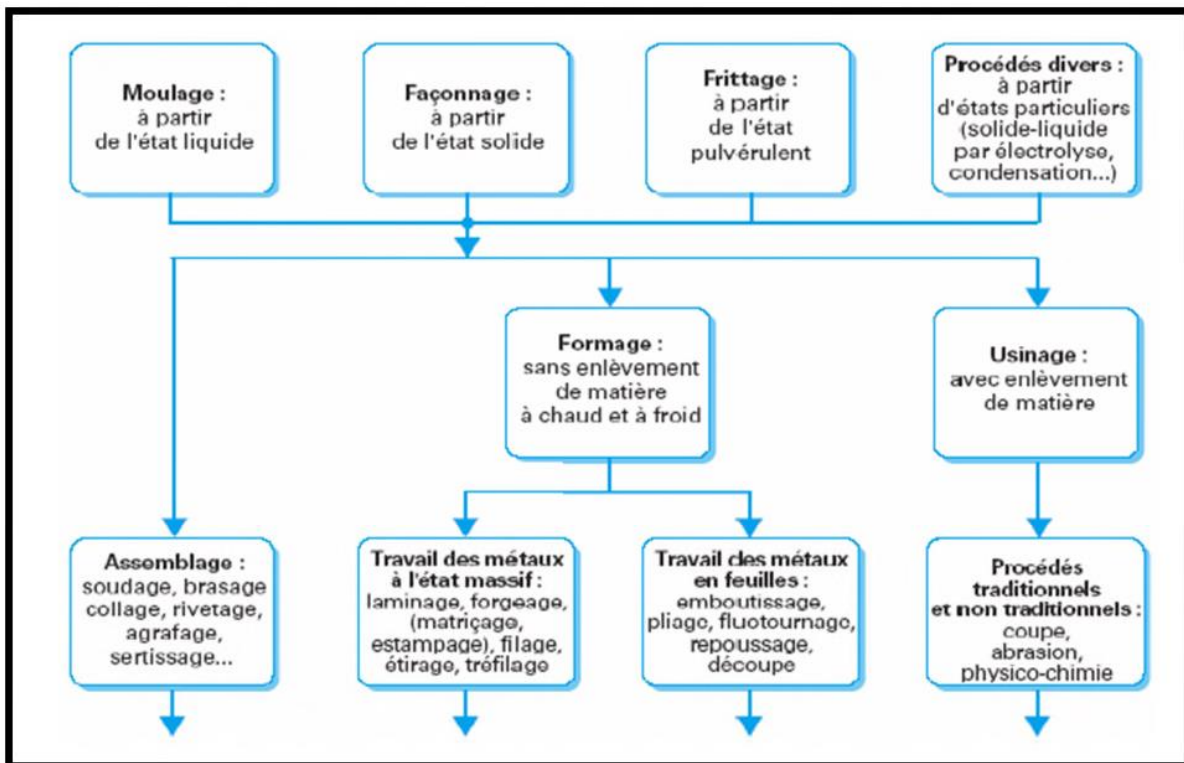 Moulage :
à partir
de l'état liquide
Façonnage :
à partir
de l'état solide
Frittage :
à partir
de l'état
pulvérulent
Procédés divers :
à partir
d'états particuliers
(solide-liquide
par électrolyse,
condensation...)
Formage :
sans enlèvement
de matière
à chaud et à froid
Usinage :
avec enlèvement
de matière
Assemblage :
soudage, brasage
collage, rivetage,
agrafage,
sertissage...
Travail des métaux
à l'état massif :
laminage, forgeage,
(matriçage,
estampage), filage,
étirage, tréfilage
Travail des métaux
en feuilles :
emboutissage,
pliage, fluotournage,
repoussage,
découpe
Procédés
traditionnels
et non traditionnels :
coupe,
abrasion,
physico-chimie